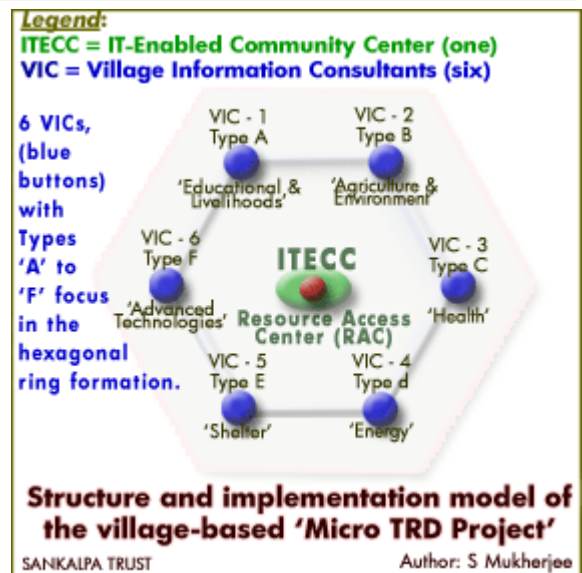 Legend:
ITECC = IT-Enabled Community Center (one)
VIC = Village Information Consultants (six)
6 VICs,
(blue
buttons)
with
Types
‘A’ to
‘F’ focus
in the
hexagonal
ring formation.
VIC - 1
Type A
'Educational &
Livelihoods'
VIC - 2
Type B
'Agriculture &
Environment'
VIC - 6
Type F
'Advanced
Technologies'
ITECC
Resource Access
Center (RAC)
VIC - 3
Type C
'Health'
VIC - 5
Type E
'Shelter'
VIC - 4
Type d
'Energy'
Structure and implementation model of
the village-based ‘Micro TRD Project’
SANKALPA TRUST
Author: S Mukherjee